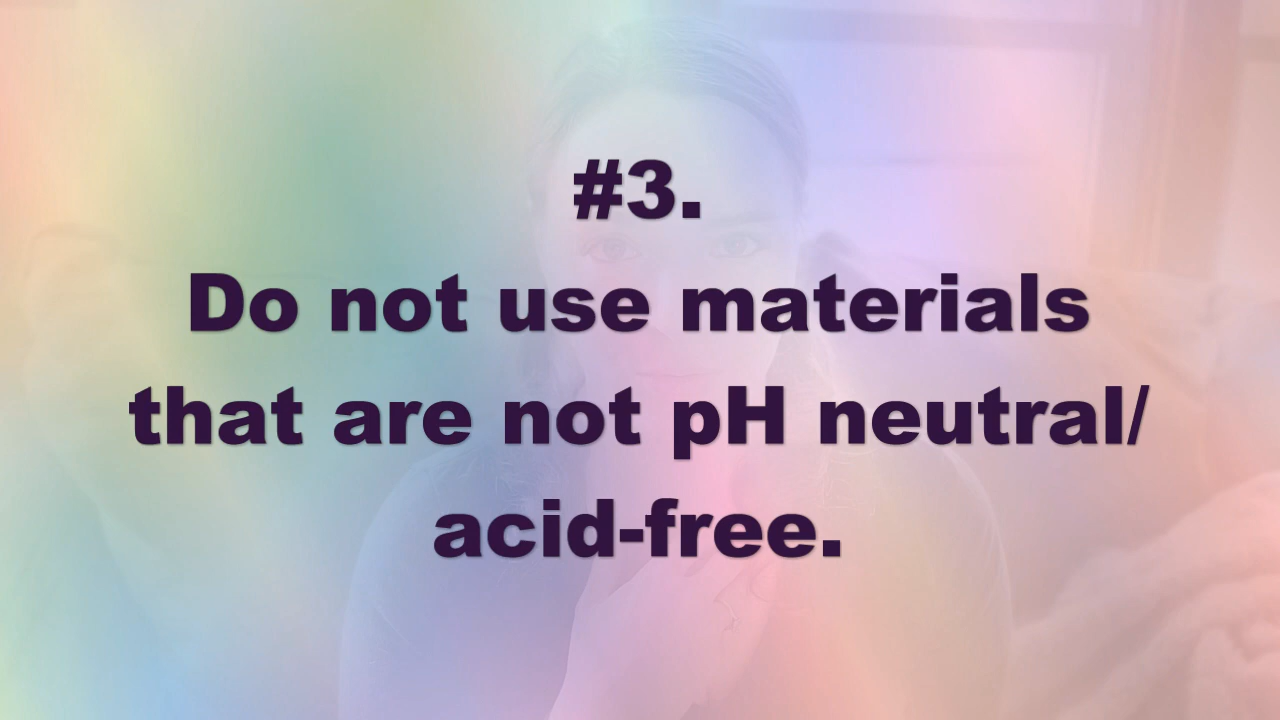 #3.
Do not use materials
that are not pH neutral/
acid-free.